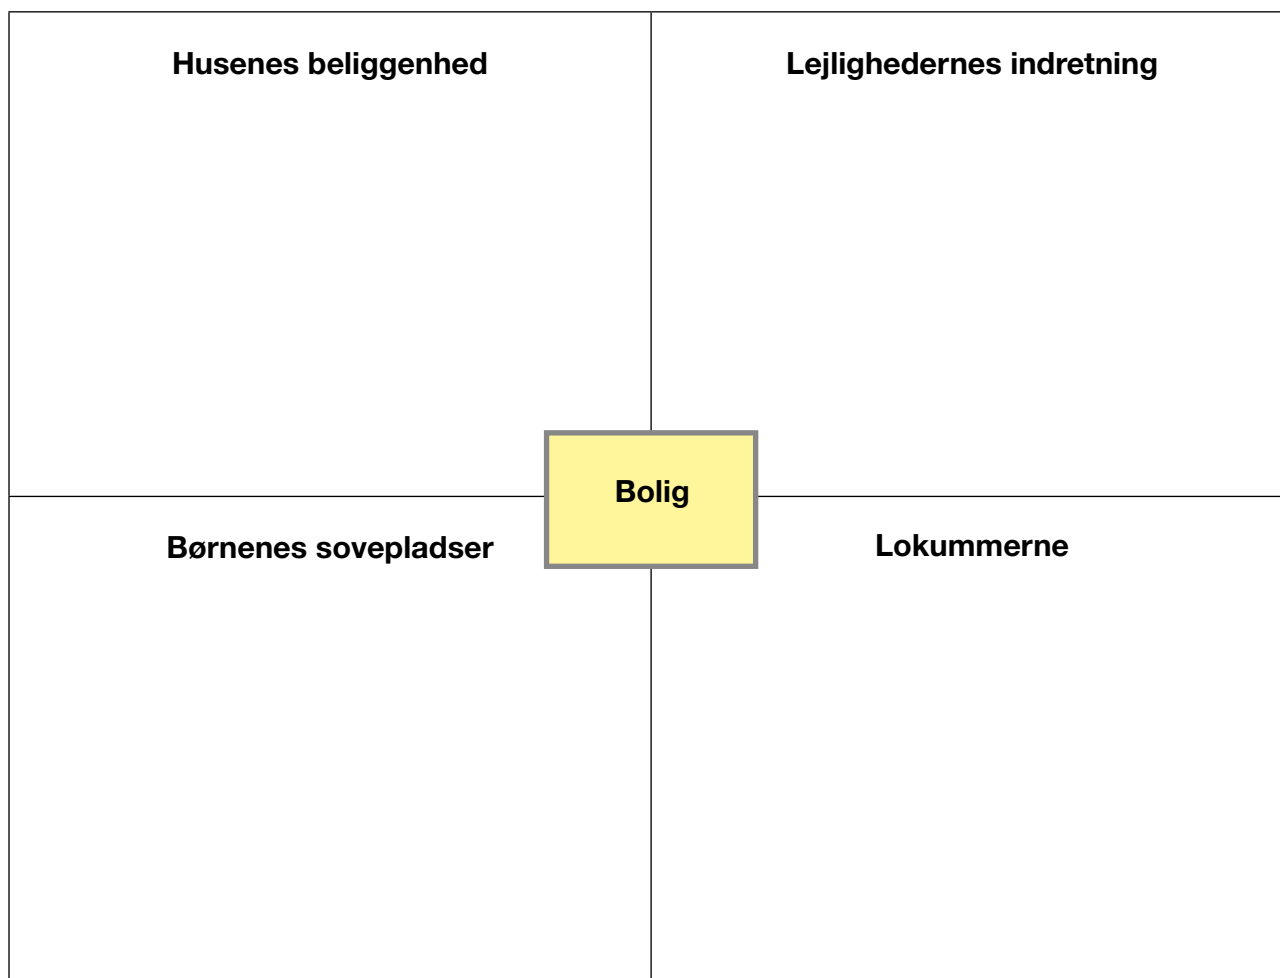 Husenes beliggenhed
Lejlighedernes indretning
Bolig
Børnenes sovepladser
Lokummerne